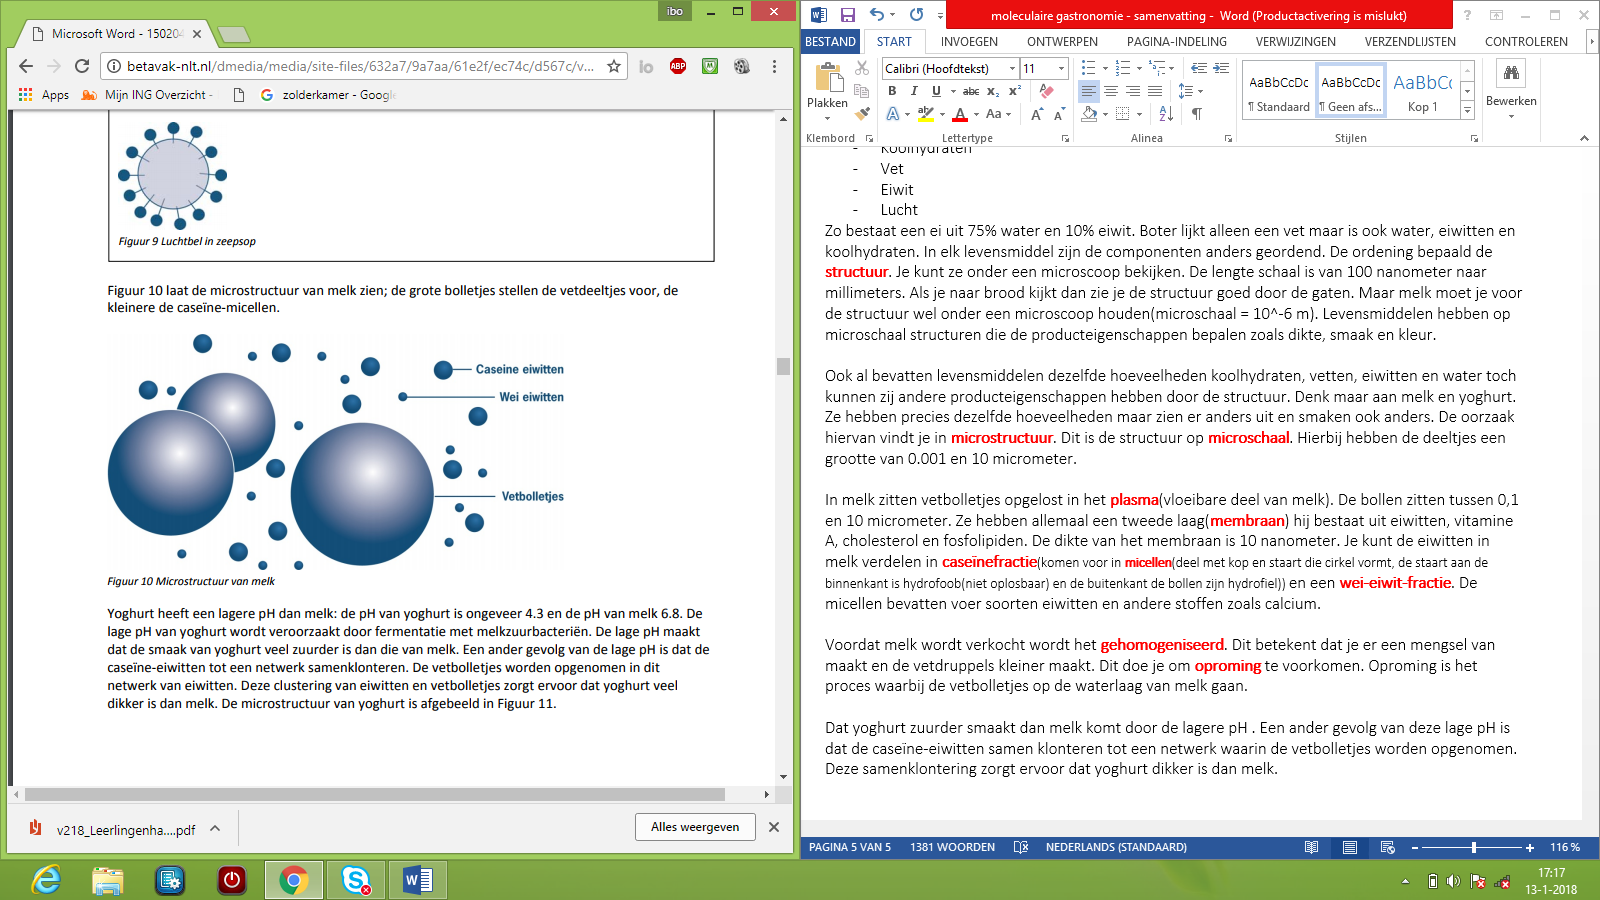 ibo
Microsoft Word - 15020
betavak-nlt.nl/dmedia/media/site-files/632a7/9a7aa/61e2f/ec74c/d567c/v...
ABP
Apps
Mijn ING Overzicht -
zolderkamer - Google
Figuur 9 Luchtbel in zeepsop
Figuur 10 laat de microstructuur van melk zien; de grote bolletjes stellen de vetdeeltjes voor, de
kleinere de caseïne-micellen.
Caseine eiwitten
Wei eiwitten
Vetbolletjes
Figuur 10 Microstructuur van melk
Yoghurt heeft een lagere pH dan melk: de pH van yoghurt is ongeveer 4.3 en de pH van melk 6.8. De
lage pH van yoghurt wordt veroorzaakt door fermentatie met melkzuurbacteriën. De lage pH maakt
dat de smaak van yoghurt veel zuurder is dan die van melk. Een ander gevolg van de lage pH is dat de
caseïne-eiwitten tot een netwerk samenklonteren. De vetbolletjes worden opgenomen in dit
netwerk van eiwitten. Deze clustering van eiwitten en vetbolletjes zorgt ervoor dat yoghurt veel
dikker is dan melk. De microstructuur van yoghurt is afgebeeld in Figuur 11.
v218_Leerlingenha....pdf
Alles weergeven
moleculaire gastronomie - samenvatting - Word (Productactivering is mislukt)
BESTAND START INVOEGEN ONTWERPEN PAGINA-INDELING VERWIJZINGEN VERZENDLIJSTEN CONTROLEREN
Plakken
Calibri (Hoofdtekst) 11
AaBbCcDc AaBbCcDc AaBbCc
¶ Standaard ¶ Geen afs... Kop 1
Bewerken
Klembord Lettertype Alinea Stijlen
- Koolhydraten
- Vet
- Eiwit
- Lucht
Zo bestaat een ei uit 75% water en 10% eiwit. Boter lijkt alleen een vet maar is ook water, eiwitten en
koolhydraten. In elk levensmiddel zijn de componenten anders geordend. De ordening bepaald de
structuur. Je kunt ze onder een microscoop bekijken. De lengte schaal is van 100 nanometer naar
millimeters. Als je naar brood kijkt dan zie je de structuur goed door de gaten. Maar melk moet je voor
de structuur wel onder een microscoop houden(microschaal = 10^-6 m). Levensmiddelen hebben op
microschaal structuren die de producteigenschappen bepalen zoals dikte, smaak en kleur.
Ook al bevatten levensmiddelen dezelfde hoeveelheden koolhydraten, vetten, eiwitten en water toch
kunnen zij andere producteigenschappen hebben door de structuur. Denk maar aan melk en yoghurt.
Ze hebben precies dezelfde hoeveelheden maar zien er anders uit en smaken ook anders. De oorzaak
hiervan vindt je in microstructuur. Dit is de structuur op microschaal. Hierbij hebben de deeltjes een
grootte van 0.001 en 10 micrometer.
In melk zitten vetbolletjes opgelost in het plasma(vloeibare deel van melk). De bollen zitten tussen 0,1
en 10 micrometer. Ze hebben allemaal een tweede laag(membraan) hij bestaat uit eiwitten, vitamine
A, cholesterol en fosfolipiden. De dikte van het membraan is 10 nanometer. Je kunt de eiwitten in
melk verdelen in caseïnefractie(komen voor in micellen(deel met kop en staart die cirkel vormt, de staart aan de
binnenkant is hydrofoob(niet oplosbaar) en de buitenkant de bollen zijn hydrofiel)) en een wei-eiwit-fractie. De
micellen bevatten voer soorten eiwitten en andere stoffen zoals calcium.
Voordat melk wordt verkocht wordt het gehomogeniseerd. Dit betekent dat je er een mengsel van
maakt en de vetdruppels kleiner maakt. Dit doe je om oproming te voorkomen. Oproming is het
proces waarbij de vetbolletjes op de waterlaag van melk gaan.
Dat yoghurt zuurder smaakt dan melk komt door de lagere pH . Een ander gevolg van deze lage pH is
dat de caseïne-eiwitten samen klonteren tot een netwerk waarin de vetbolletjes worden opgenomen.
Deze samenklontering zorgt ervoor dat yoghurt dikker is dan melk.
PAGINA 5 VAN 5 1381 WOORDEN NEDERLANDS (STANDAARD) 116 %
17:17
13-1-2018